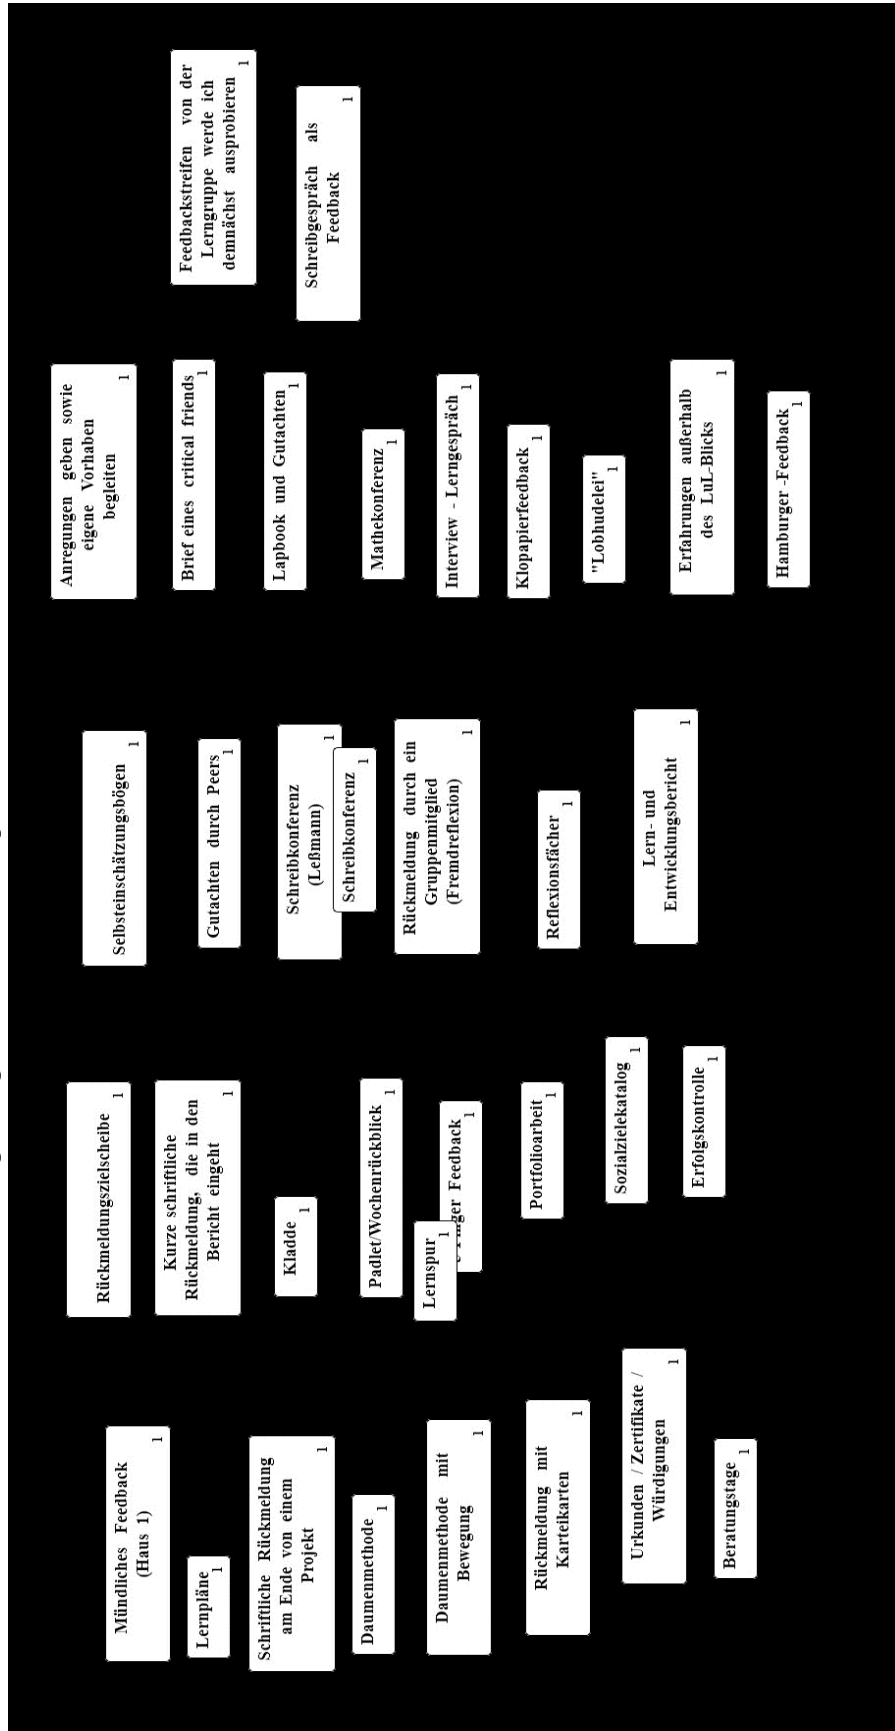 Mündliches Feedback
(Haus 1)
1
Lernpläne
1
Schriftliche Rückmeldung
am Ende von einem
Projekt
1
Daumenmethode
1
Daumenmethode mit
Bewegung
1
Rückmeldung mit
Karteikarten
1
Urkunden / Zertifikate /
Würdigungen
1
Beratungstage
1
Rückmeldungszielscheibe
1
Kurze schriftliche
Rückmeldung, die in den
Bericht eingeht
1
Kladde
1
Padlet/Wochenrückblick
1
Lernspur
1
Feedback
1
Portfolioarbeit
1
Sozialzielekatalog
1
Erfolgskontrolle
1
Selbsteinschätzungsbögen
1
Gutachten durch Peers
1
Schreibkonferenz
(Leßmann)
1
Schreibkonferenz
1
Rückmeldung durch ein
Gruppenmitglied
(Fremdreflexion)
1
Reflexionsfächer
1
Lern- und
Entwicklungsbericht
1
Anregungen geben sowie
eigene Vorhaben
begleiten
1
Brief eines critical friends
1
Lapbook und Gutachten
1
Mathekonferenz
1
Interview - Lerngespräch
1
Klopapierfeedback
1
"Lobhudelei"
1
Erfahrungen außerhalb
des LuL-Blicks
1
Hamburger -Feedback
1
Feedbackstreifen von der
Lerngruppe werde ich
demnächst ausprobieren
1
Schreibgespräch als
Feedback
1